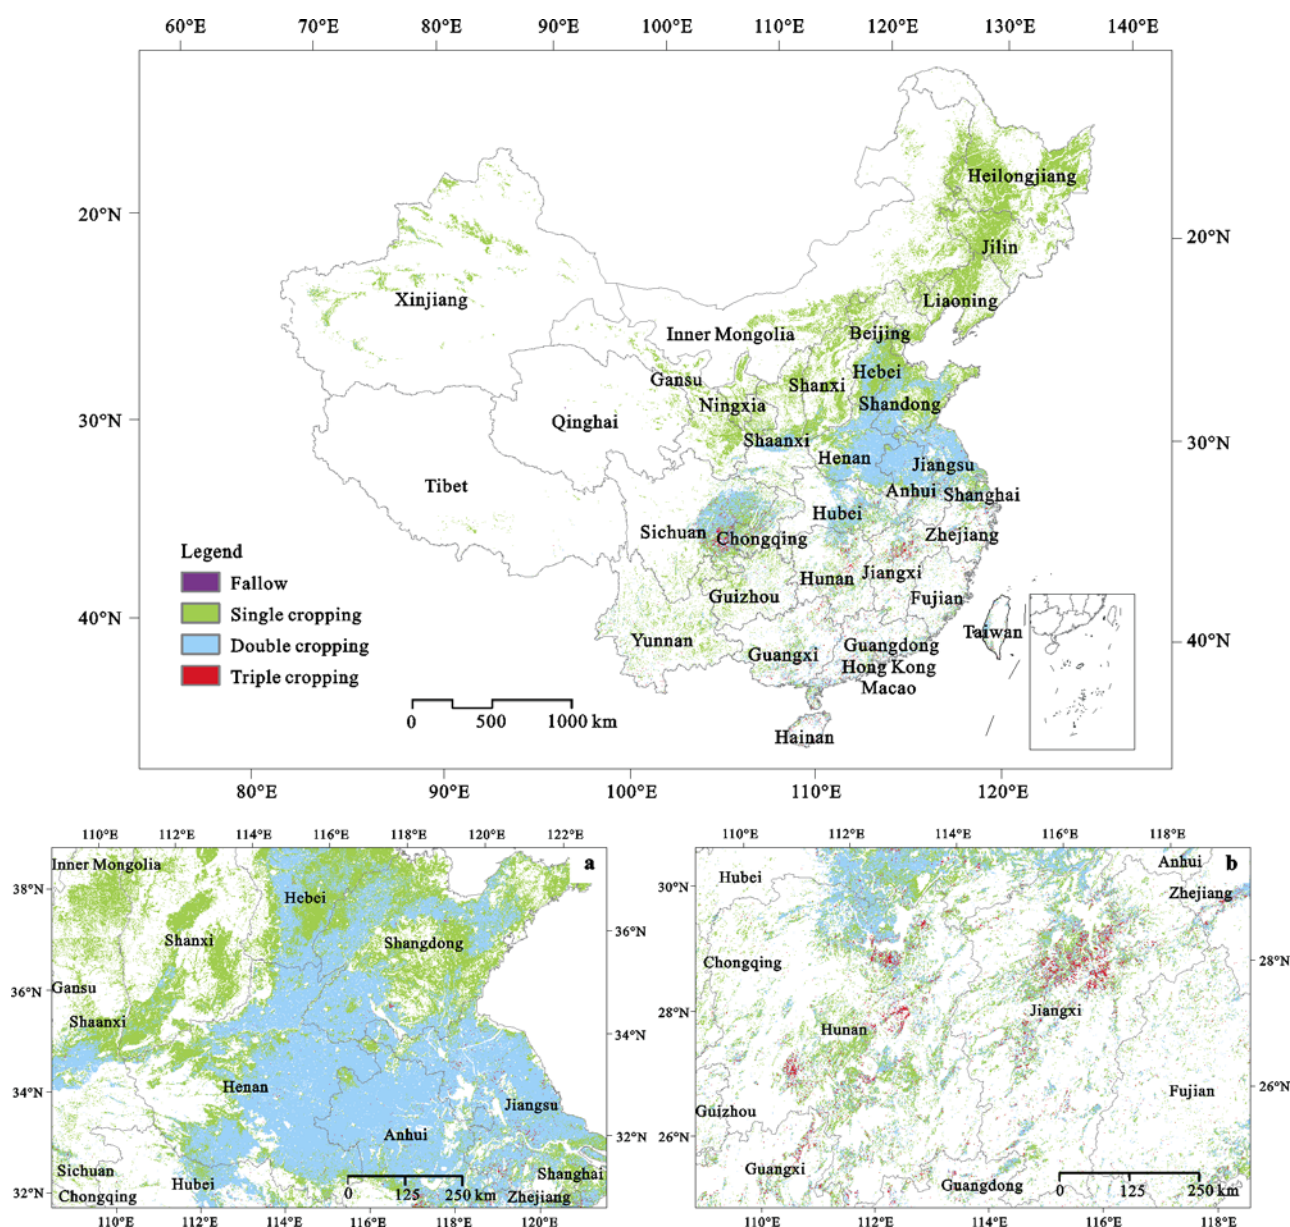 60°E 70°E 80°E 90°E 100°E 110°E 120°E 130°E 140°E
Heilongjiang
20°N
20°N
Jilin
Xinjiang
Liaoning
Inner Mongolia
Beijing
Hebei
Gansu
Shanxi
Ningxia
Shandong
30°N
Qinghai
Shaanxi
30°N
Henan
Jiangsu
Tibet
Anhui
Shanghai
Hubei
Sichuan
Chongqing
Zhejiang
Legend
Fallow
Single cropping
Double cropping
Triple cropping
Hunan
Jiangxi
Guizhou
Fujian
40°N
Yunnan
Taiwan
40°N
Guangxi
Guangdong
Hong Kong
Macao
0 500 1000 km
Hainan
80°E 90°E 100°E 110°E 120°E
110°E 112°E 114°E 116°E 118°E 120°E 122°E
a
Inner Mongolia
38°N
Hebei
Shanxi
Shangdong
36°N
Gansu
36°N
Shaanxi
34°N
Henan
34°N
Jiangsu
Anhui
32°N
Sichuan
Chongqing
Hubei
Shanghai
Zhejiang
0 125 250 km
32°N
110°E 112°E 114°E 116°E 118°E 120°E
110°E 112°E 114°E 116°E 118°E
b
Anhui
Hubei
30°N
Zhejiang
Chongqing
28°N
28°N
Jiangxi
Hunan
26°N
Fujian
Guizhou
26°N
Guangxi
Guangdong
0 125 250 km
110°E 112°E 114°E 116°E 118°E